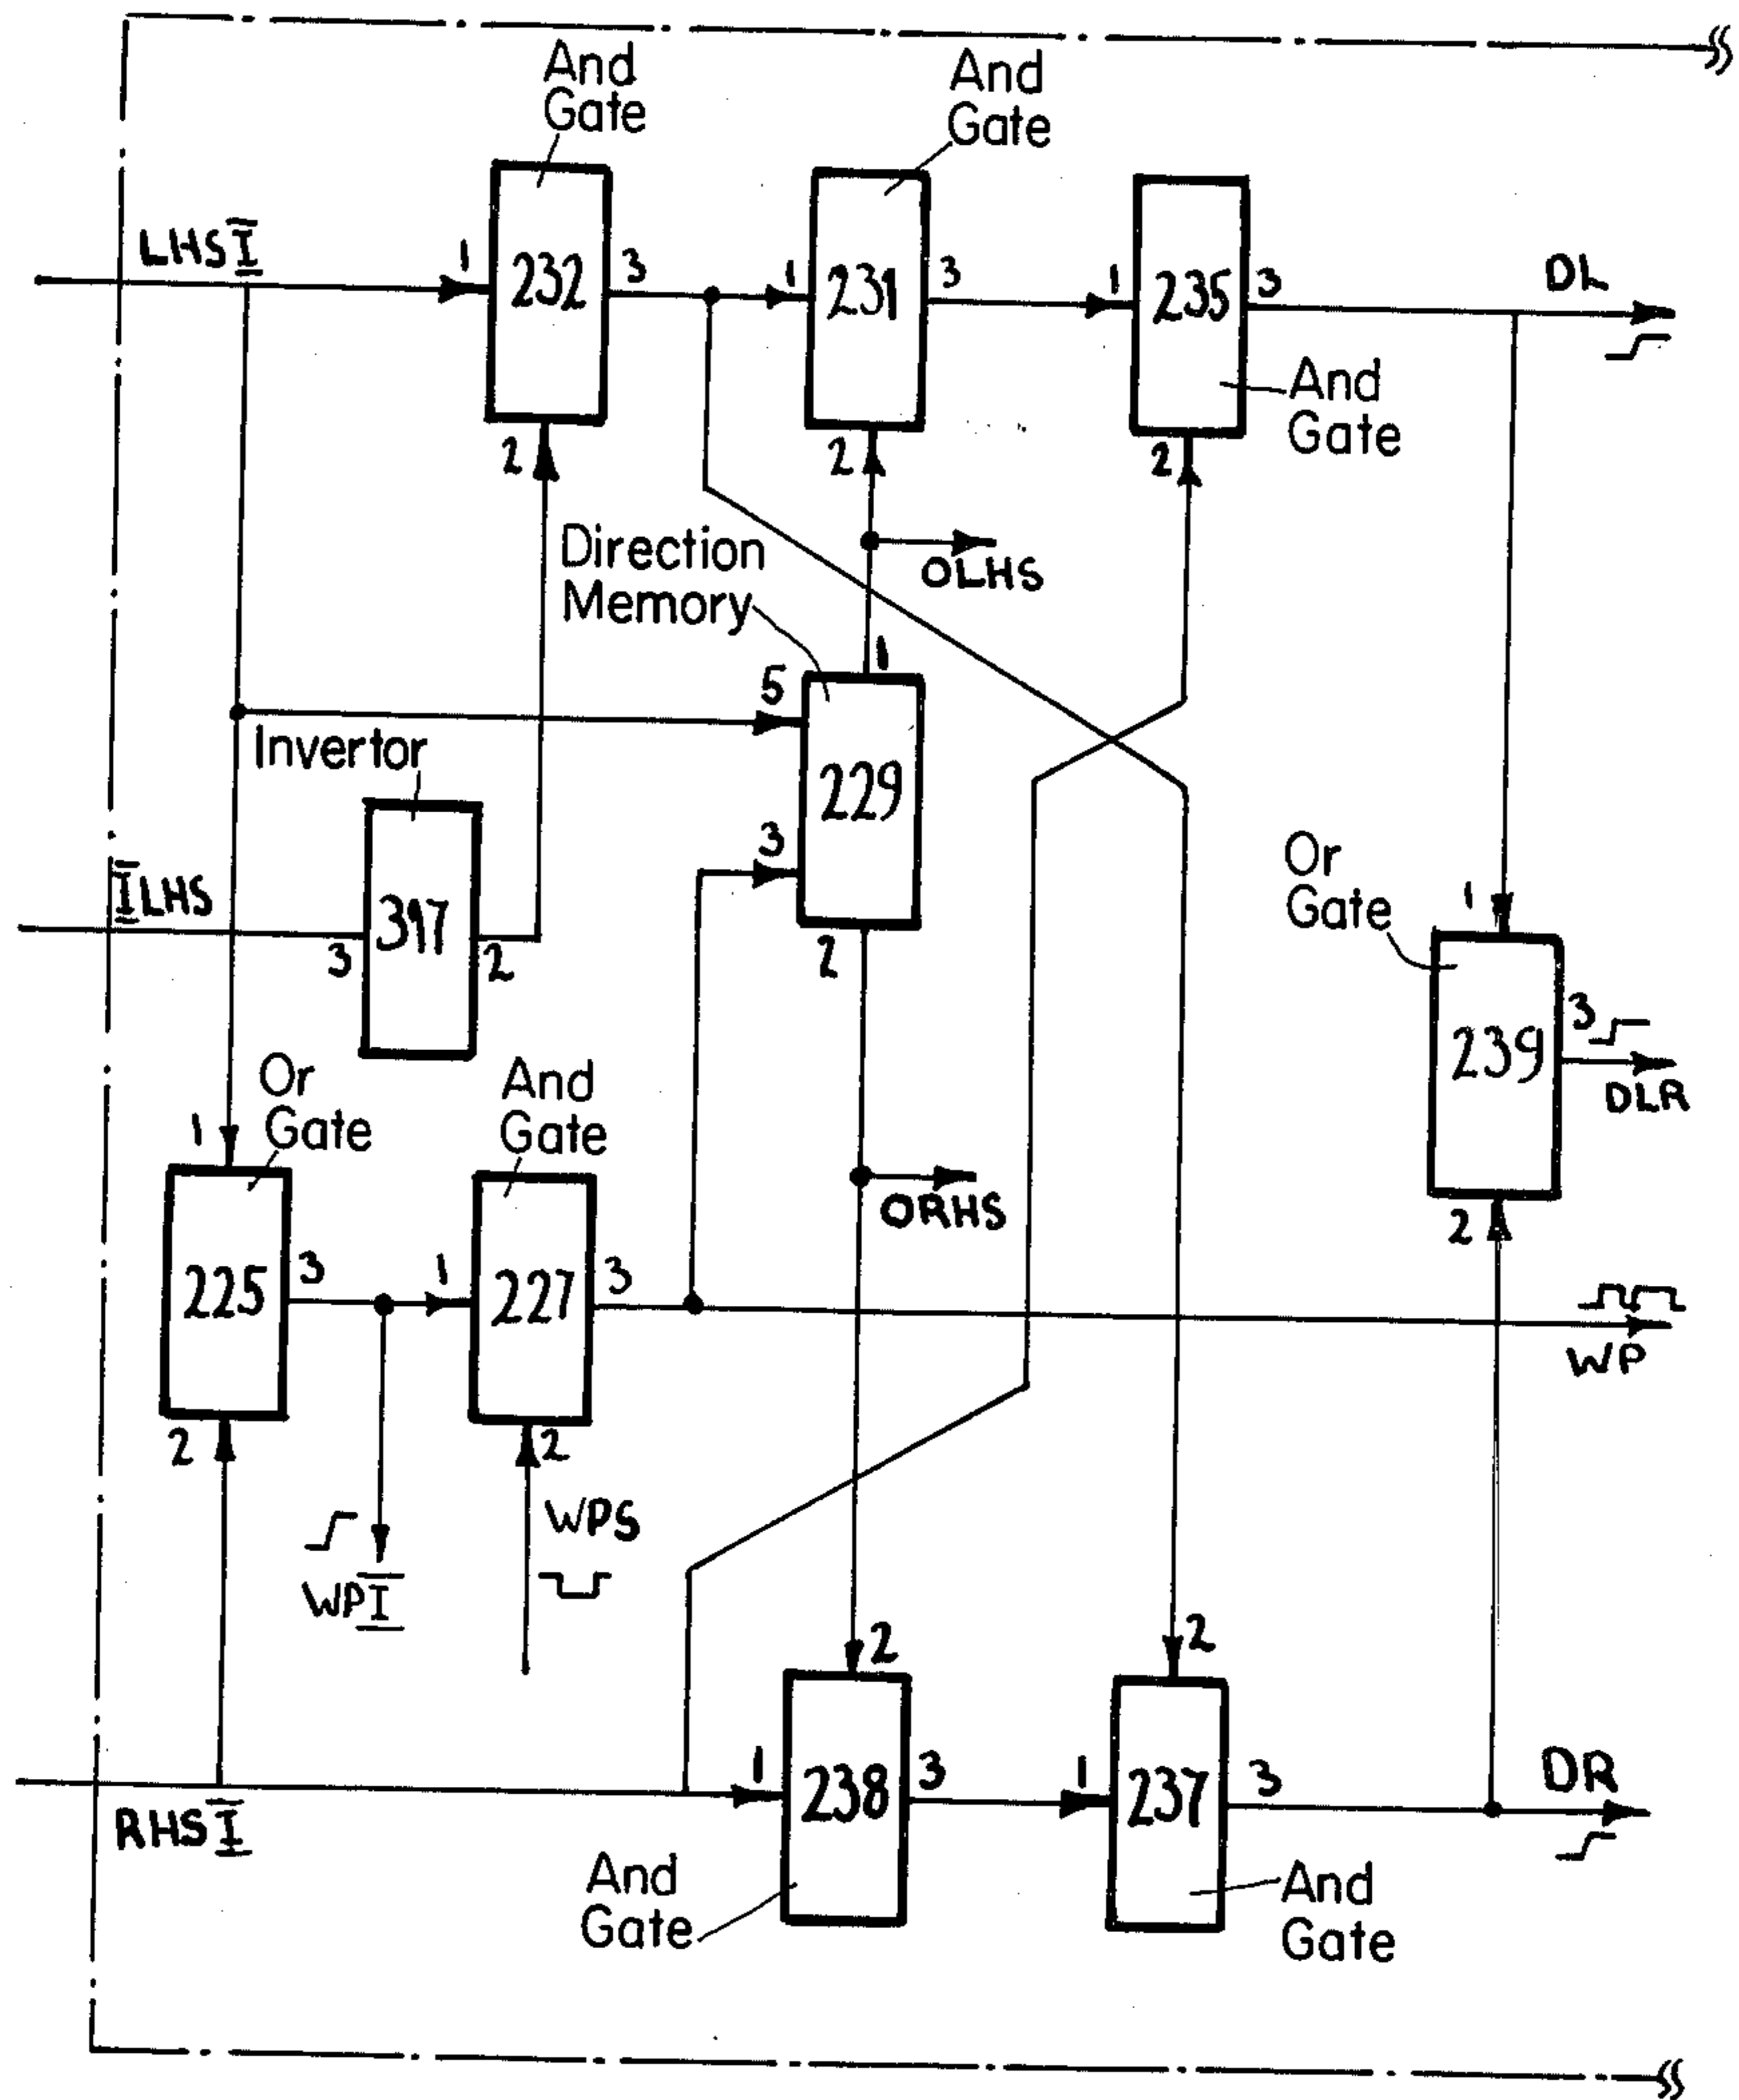 And
Gate
And
Gate
LHSI
1
232
3
1
231
3
1
235
3
DL
And
Gate
2
2
2
Direction
Memory
OLHS
1
5
Invertor
229
3
ILHS
3
2
2
Or
Gate
1
239
3
DLR
2
Or
Gate
And
Gate
1
225
3
1
227
3
ORHS
WP
2
2
WPS
WPI
2
2
RHSI
1
238
3
1
237
3
DR
And
Gate
And
Gate